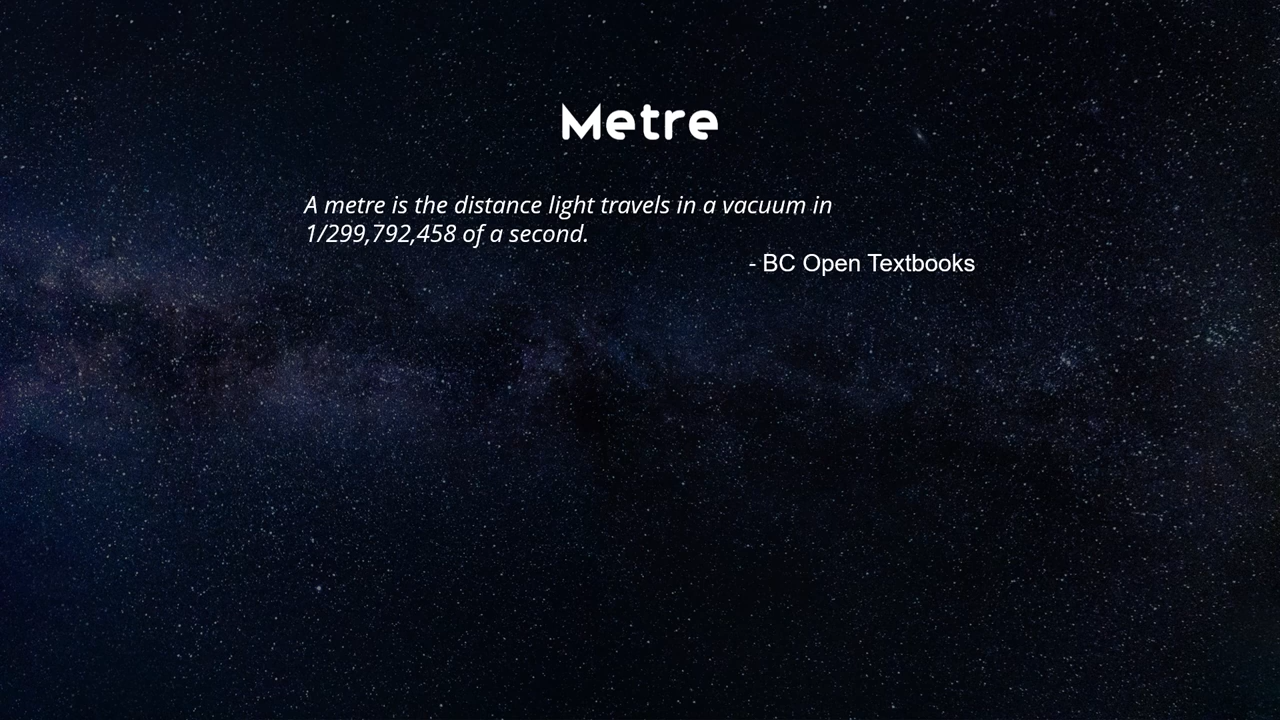 Metre
A metre is the distance light travels in a vacuum in
1/299,792,458 of a second.
- BC Open Textbooks